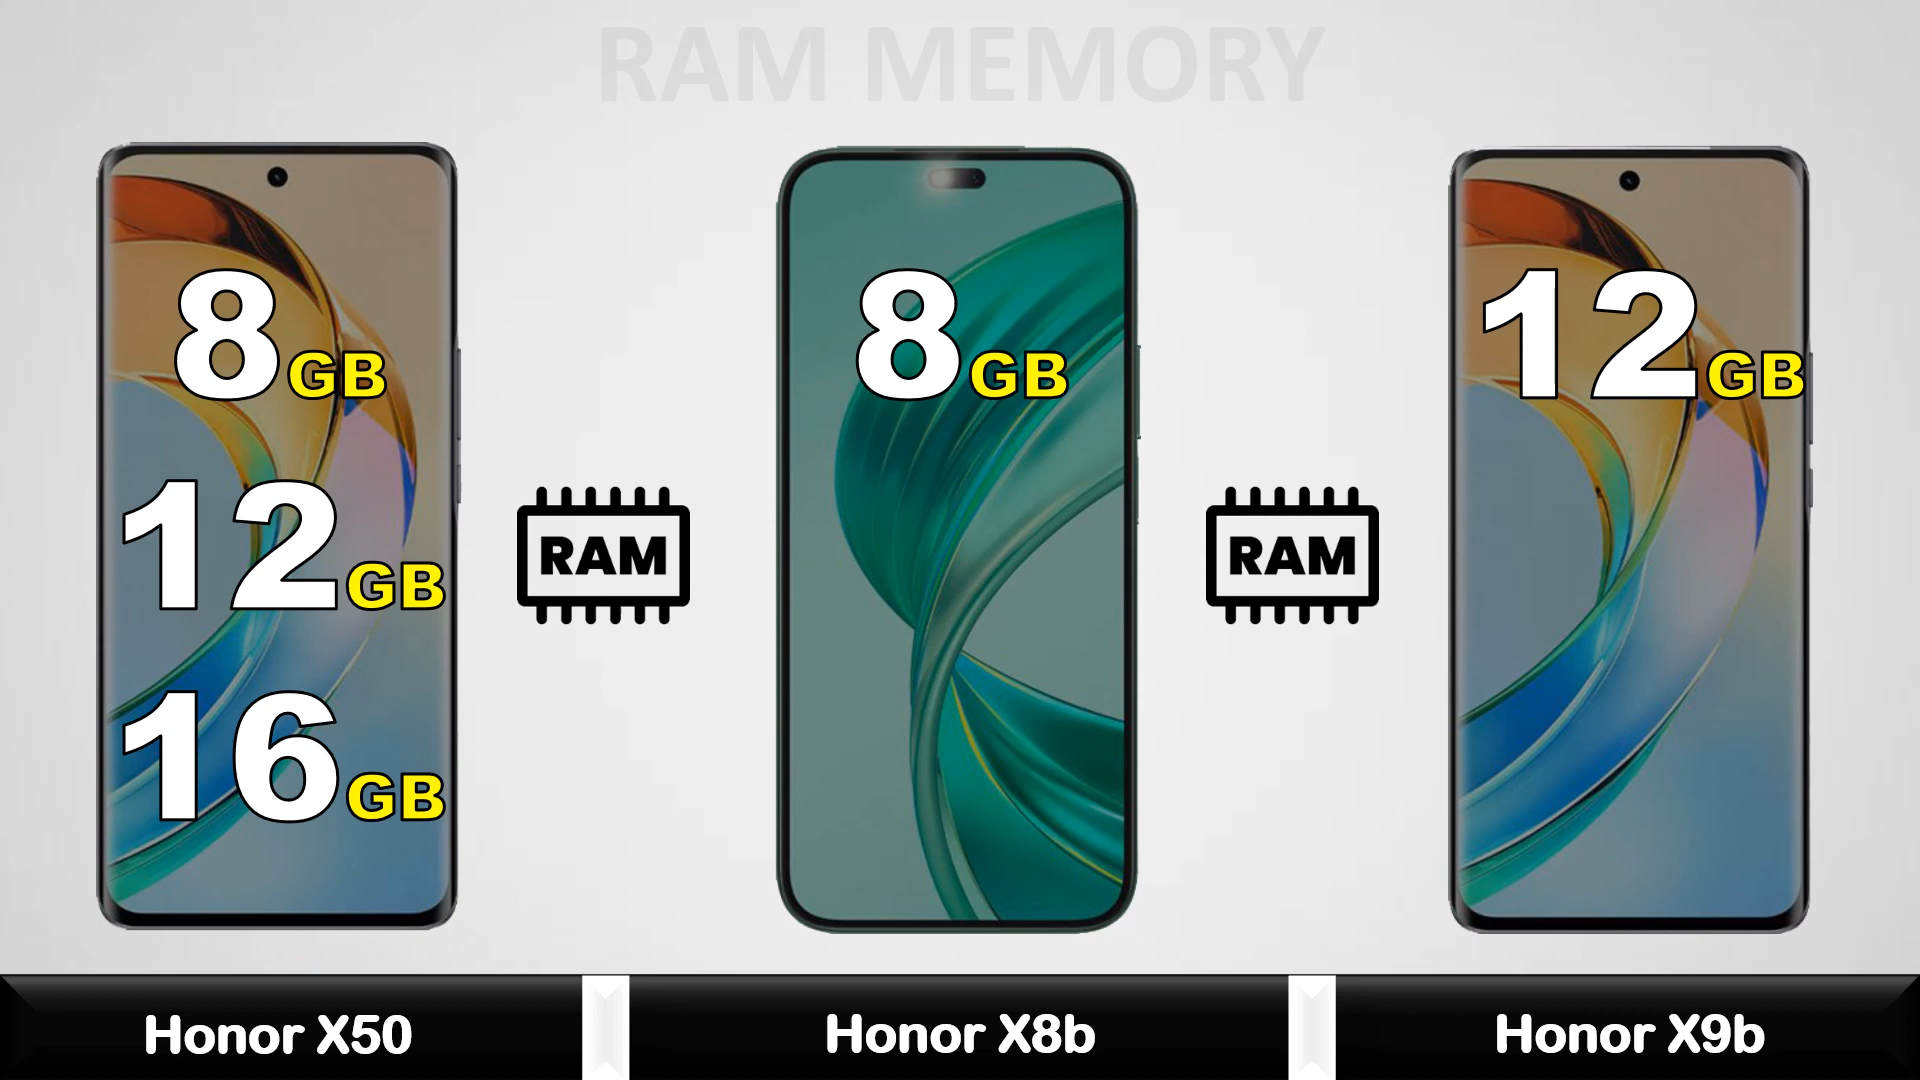 RAM MEMORY
8GB
12GB
16GB
RAM
8GB
RAM
12GB
Honor X50
Honor X8b
Honor X9b